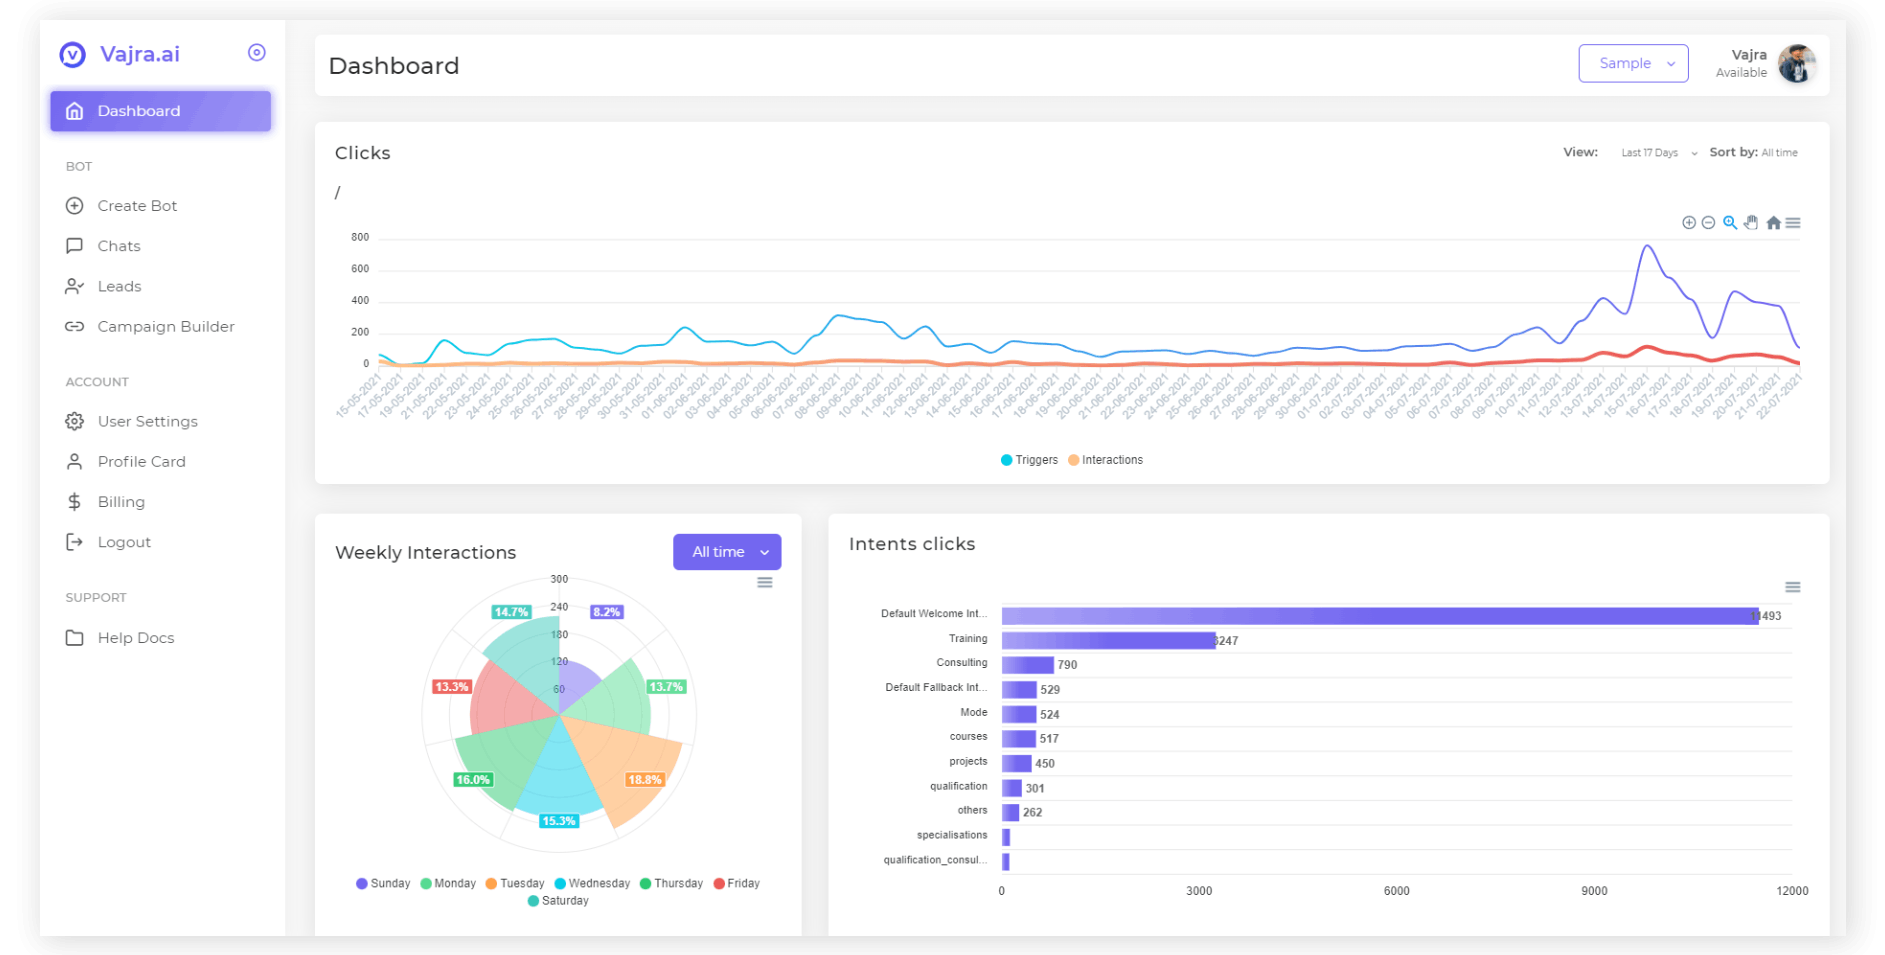 Vajra.ai
Dashboard
BOT
Create Bot
Chats
Leads
Campaign Builder
ACCOUNT
User Settings
Profile Card
Billing
Logout
SUPPORT
Help Docs
Dashboard
Sample
Vajra
Available
Clicks
View: Last 17 Days Sort by: All time
/
800
600
400
200
0
15-05-2021 17-05-2021 19-05-2021 21-05-2021 22-05-2021 23-05-2021 24-05-2021 25-05-2021 26-05-2021 27-05-2021 28-05-2021 29-05-2021 30-05-2021 31-05-2021 01-06-2021 02-06-2021 03-06-2021 04-06-2021 05-06-2021 06-06-2021 07-06-2021 08-06-2021 09-06-2021 10-06-2021 11-06-2021 12-06-2021 13-06-2021 14-06-2021 15-06-2021 16-06-2021 17-06-2021 18-06-2021 19-06-2021 20-06-2021 21-06-2021 22-06-2021 23-06-2021 24-06-2021 25-06-2021 26-06-2021 27-06-2021 28-06-2021 29-06-2021 30-06-2021 01-07-2021 02-07-2021 03-07-2021 04-07-2021 05-07-2021 06-07-2021 07-07-2021 08-07-2021 09-07-2021 10-07-2021 11-07-2021 12-07-2021 13-07-2021 14-07-2021 15-07-2021 16-07-2021 17-07-2021 18-07-2021 19-07-2021 20-07-2021 21-07-2021 22-07-2021
Triggers Interactions
Weekly Interactions
All time
300
240
180
120
60
14.7%
8.2%
13.3%
13.7%
16.0%
18.8%
15.3%
Sunday Monday Tuesday Wednesday Thursday Friday
Saturday
Intents clicks
Default Welcome Int... 11493
Training 3247
Consulting 790
Default Fallback Int... 529
Mode 524
courses 517
projects 450
qualification 301
others 262
specialisations
qualification_consul...
0 3000 6000 9000 12000